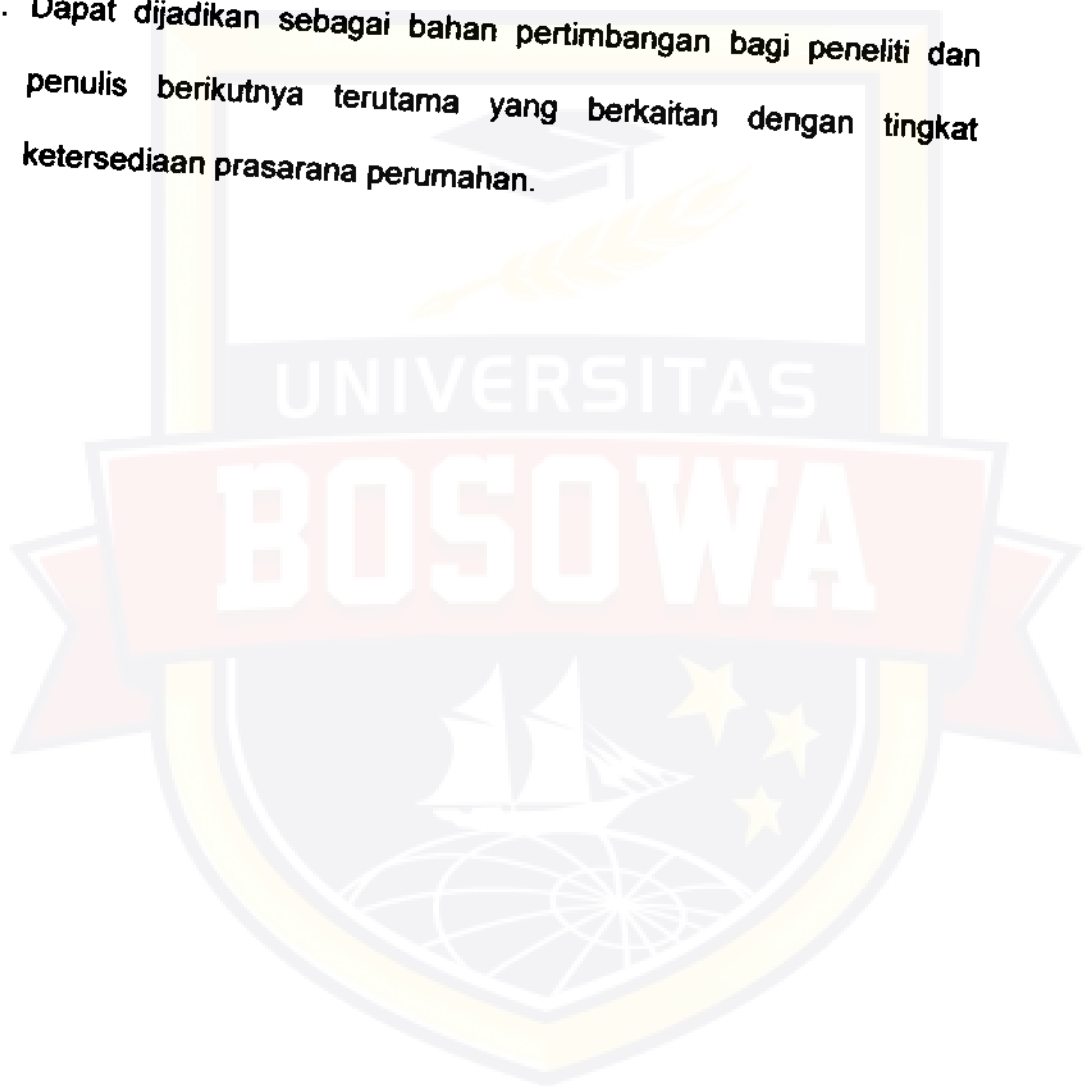 . Dapat dijadikan sebagai bahan pertimbangan bagi peneliti dan
penulis berikutnya terutama yang berkaitan dengan tingkat
ketersediaan prasarana perumahan.
UNIVERSITAS
BOSOWA